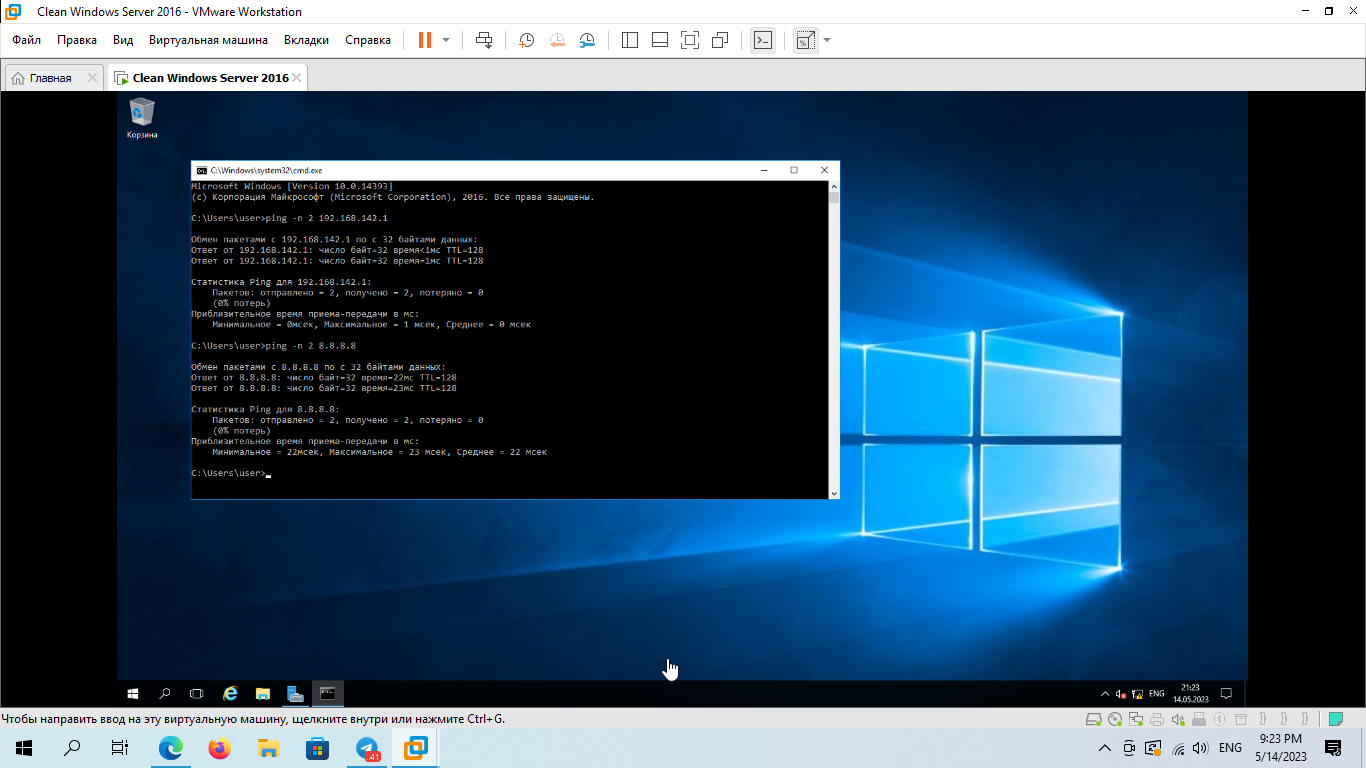 Clean Windows Server 2016 - VMware Workstation
Файл Правка Вид Виртуальная машина Вкладки Справка
Главная
Clean Windows Server 2016
Корзина
C:\Windows\system32\cmd.exe
Microsoft Windows [Version 10.0.14393]
(c) Корпорация Майкрософт (Microsoft Corporation), 2016. Все права защищены.
C:\Users\user>ping -n 2 192.168.142.1
Обмен пакетами с 192.168.142.1 по с 32 байтами данных:
Ответ от 192.168.142.1: число байт=32 время<1мс TTL=128
Ответ от 192.168.142.1: число байт=32 время=1мс TTL=128
Статистика Ping для 192.168.142.1:
Пакетов: отправлено = 2, получено = 2, потеряно = 0
(0% потерь)
Приблизительное время приема-передачи в мс:
Минимальное = 0мсек, Максимальное = 1 мсек, Среднее = 0 мсек
C:\Users\user>ping -n 2 8.8.8.8
Обмен пакетами с 8.8.8.8 по с 32 байтами данных:
Ответ от 8.8.8.8: число байт=32 время=22мс TTL=128
Ответ от 8.8.8.8: число байт=32 время=23мс TTL=128
Статистика Ping для 8.8.8.8:
Пакетов: отправлено = 2, получено = 2, потеряно = 0
(0% потерь)
Приблизительное время приема-передачи в мс:
Минимальное = 22мсек, Максимальное = 23 мсек, Среднее = 22 мсек
C:\Users\user>
ENG
21:23
14.05.2023
Чтобы направить ввод на эту виртуальную машину, щелкните внутри или нажмите Ctrl+G.
41
ENG
9:23 PM
5/14/2023